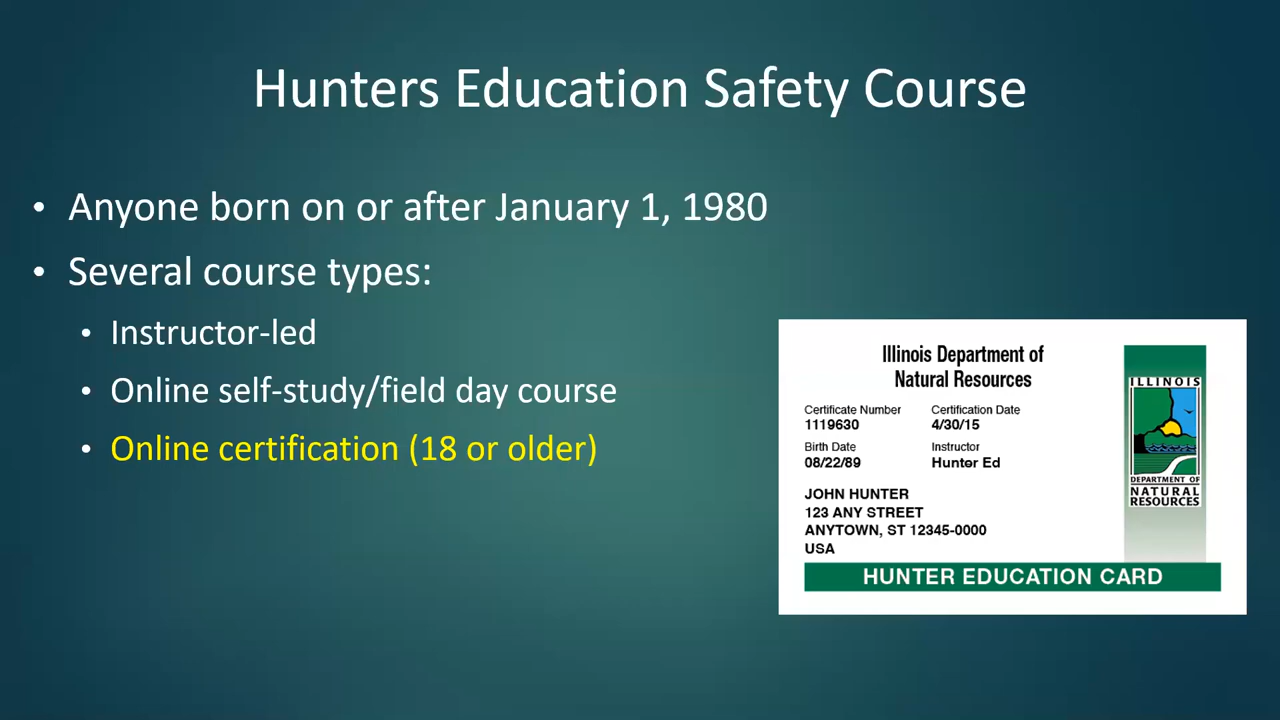 Hunters Education Safety Course
• Anyone born on or after January 1, 1980
• Several course types:
• Instructor-led
• Online self-study/field day course
• Online certification (18 or older)
Illinois Department of
Natural Resources
Certificate Number Certification Date
1119630 4/30/15
Birth Date Instructor
08/22/89 Hunter Ed
JOHN HUNTER
123 ANY STREET
ANYTOWN, ST 12345-0000
USA
ILLINOIS
DEPARTMENT OF
NATURAL
RESOURCES
HUNTER EDUCATION CARD